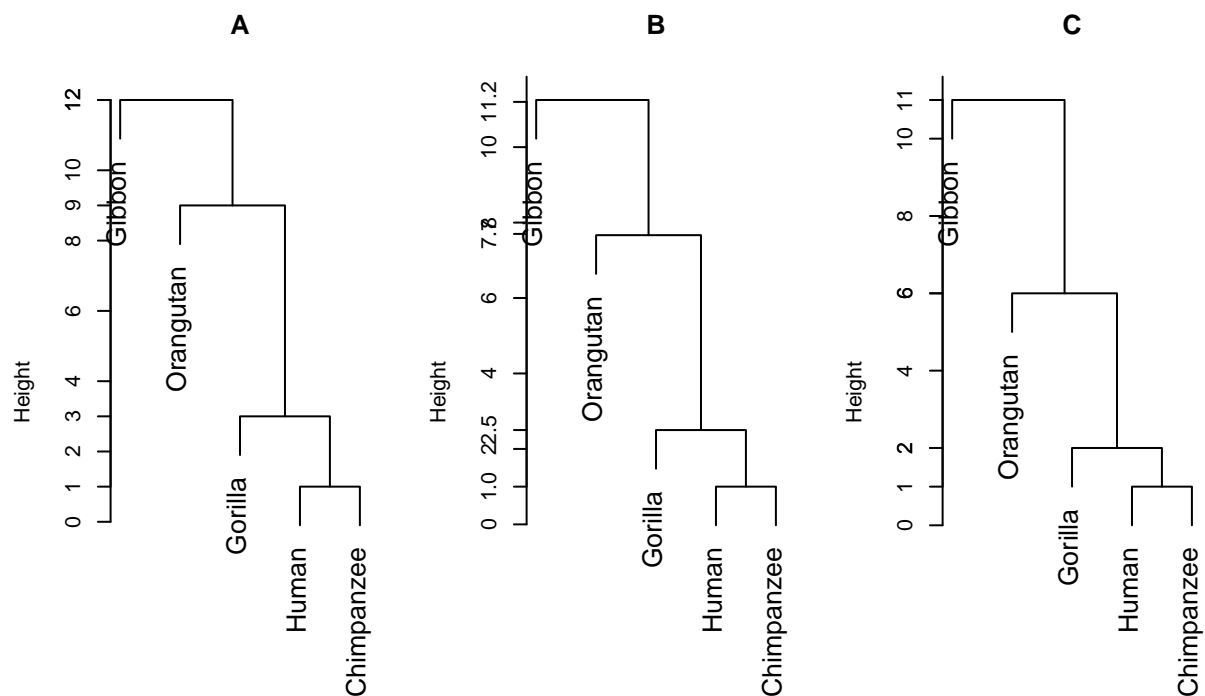 A
Height
0
1
2
3
4
6
8
9
10
12
Gibbon
Orangutan
Gorilla
Human
Chimpanzee
B
Height
0
1.0
2
2.5
4
6
8
10
11.2
Gibbon
Orangutan
Gorilla
Human
Chimpanzee
C
Height
0
1
2
4
6
8
10
11
Gibbon
Orangutan
Gorilla
Human
Chimpanzee